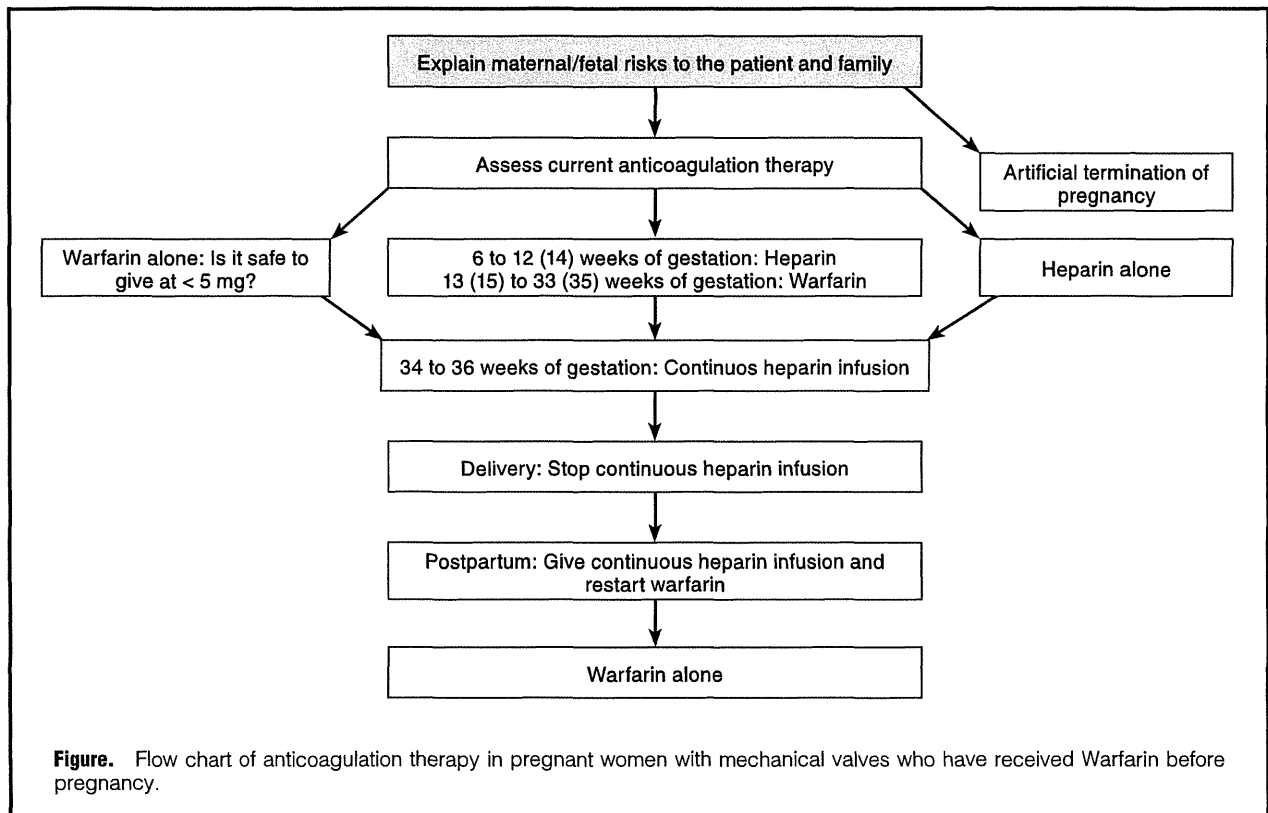 Explain maternal/fetal risks to the patient and family
Assess current anticoagulation therapy
Artificial termination of
pregnancy
Warfarin alone: Is it safe to
give at < 5 mg?
6 to 12 (14) weeks of gestation: Heparin
13 (15) to 33 (35) weeks of gestation: Warfarin
Heparin alone
34 to 36 weeks of gestation: Continuos heparin infusion
Delivery: Stop continuous heparin infusion
Postpartum: Give continuous heparin infusion and
restart warfarin
Warfarin alone
Figure. Flow chart of anticoagulation therapy in pregnant women with mechanical valves who have received Warfarin before
pregnancy.